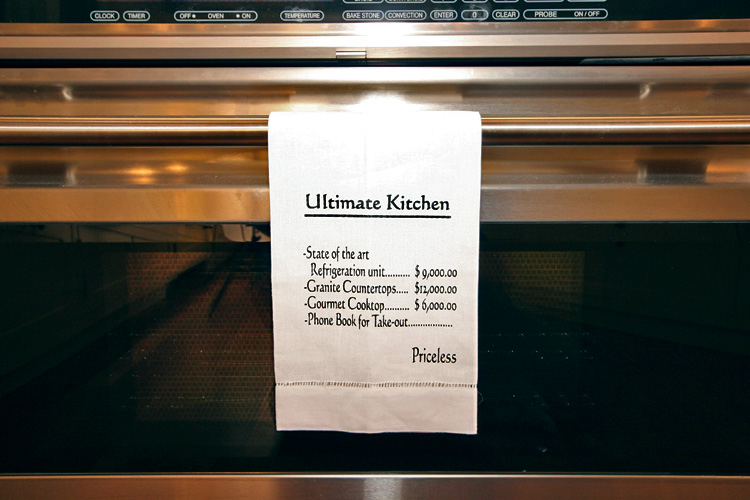 CLOCK TIMER OFF OVEN ON TEMPERATURE BAKE STONE CONVECTION ENTER 0 CLEAR PROBE ON / OFF
Ultimate Kitchen
-State of the art
Refrigeration unit.......... $ 9,000.00
-Granite Countertops..... $12,000.00
-Gourmet Cooktop.......... $ 6,000.00
-Phone Book for Take-out..................
Priceless